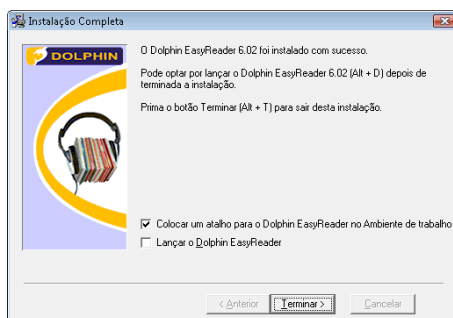 Instalação Completa
DOLPHIN
O Dolphin EasyReader 6.02 foi instalado com sucesso.
Pode optar por lançar o Dolphin EasyReader 6.02 (Alt + D) depois de
terminada a instalação.
Prima o botão Terminar (Alt + T) para sair desta instalação.
Colocar um atalho para o Dolphin EasyReader no Ambiente de trabalho
Lançar o Dolphin EasyReader
< Anterior
Terminar >
Cancelar